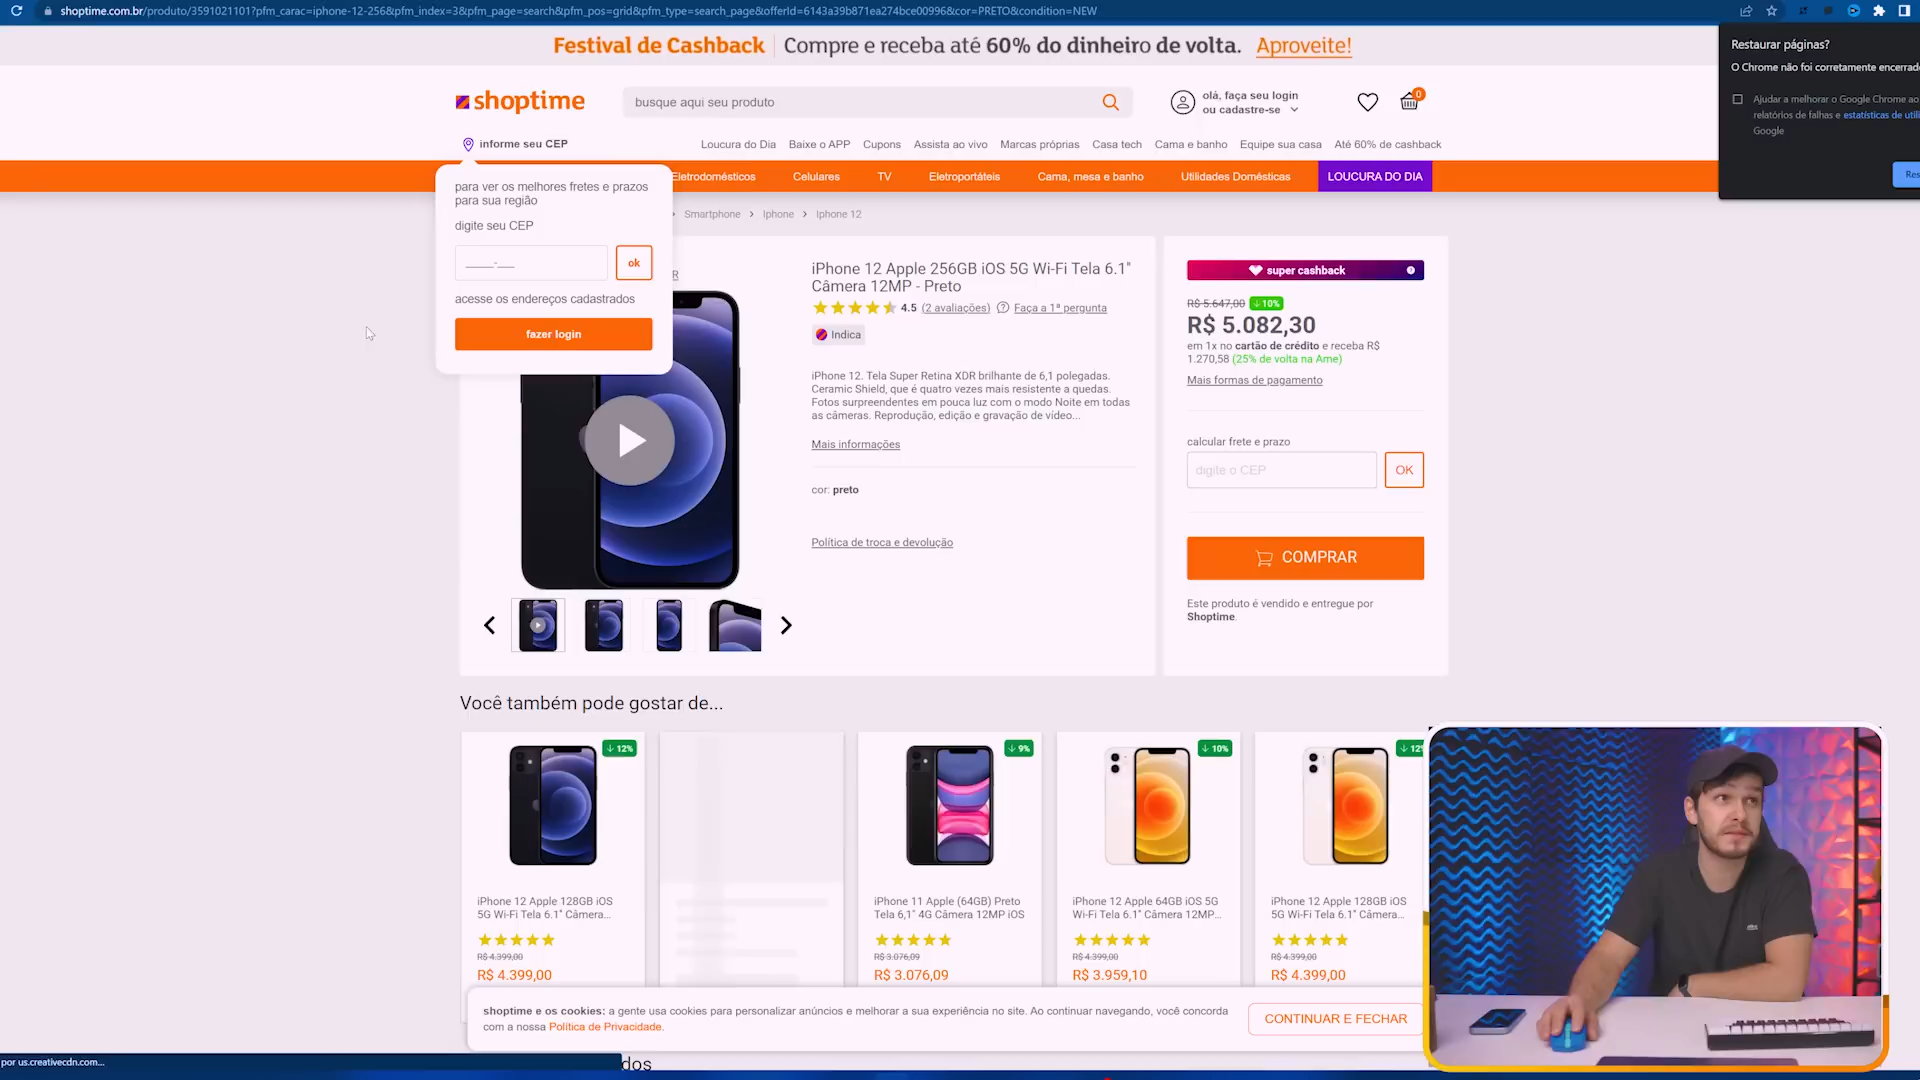 shoptime.com.br/produto/3591021101?pfm_carac=iphone-12-256&pfm_index=3&pfm_page=search&pfm_pos=grid&pfm_type=search_page&offerId=6143a39b871ea274bce00996&cor=PRETO&condition=NEW
Festival de Cashback | Compre e receba até 60% do dinheiro de volta. Aproveite!
Restaurar páginas?
O Chrome não foi corretamente encerrado
Ajudar a melhorar o Google Chrome ao
relatórios de falhas e estatísticas de utili
Google
Res
shoptime
busque aqui seu produto
olá, faça seu login
ou cadastre-se
0
informe seu CEP
Loucura do Dia Baixe o APP Cupons Assista ao vivo Marcas próprias Casa tech Cama e banho Equipe sua casa Até 60% de cashback
Eletrodomésticos Celulares TV Eletroportáteis Cama, mesa e banho Utilidades Domésticas LOUCURA DO DIA
para ver os melhores fretes e prazos
para sua região
digite seu CEP
_____-___ ok
acesse os endereços cadastrados
fazer login
> Smartphone > Iphone > Iphone 12
R
iPhone 12 Apple 256GB iOS 5G Wi-Fi Tela 6.1"
Câmera 12MP - Preto
4.5 (2 avaliações) Faça a 1ª pergunta
Indica
iPhone 12. Tela Super Retina XDR brilhante de 6,1 polegadas.
Ceramic Shield, que é quatro vezes mais resistente a quedas.
Fotos surpreendentes em pouca luz com o modo Noite em todas
as câmeras. Reprodução, edição e gravação de vídeo...
Mais informações
cor: preto
Política de troca e devolução
super cashback
R$ 5.647,00 10%
R$ 5.082,30
em 1x no cartão de crédito e receba R$
1.270,58 (25% de volta na Ame)
Mais formas de pagamento
calcular frete e prazo
digite o CEP OK
COMPRAR
Este produto é vendido e entregue por
Shoptime.
Você também pode gostar de...
12%
iPhone 12 Apple 128GB iOS
5G Wi-Fi Tela 6.1" Câmera...
R$ 4.399,00
R$ 4.399,00
9%
iPhone 11 Apple (64GB) Preto
Tela 6,1" 4G Câmera 12MP iOS
R$ 3.076,09
R$ 3.076,09
10%
iPhone 12 Apple 64GB iOS 5G
Wi-Fi Tela 6.1" Câmera 12MP...
R$ 4.399,00
R$ 3.959,10
12%
iPhone 12 Apple 128GB iOS
5G Wi-Fi Tela 6.1" Câmera...
R$ 4.399,00
R$ 4.399,00
shoptime e os cookies: a gente usa cookies para personalizar anúncios e melhorar a sua experiência no site. Ao continuar navegando, você concorda
com a nossa Política de Privacidade.
CONTINUAR E FECHAR
por us.creativecdn.com...
dos